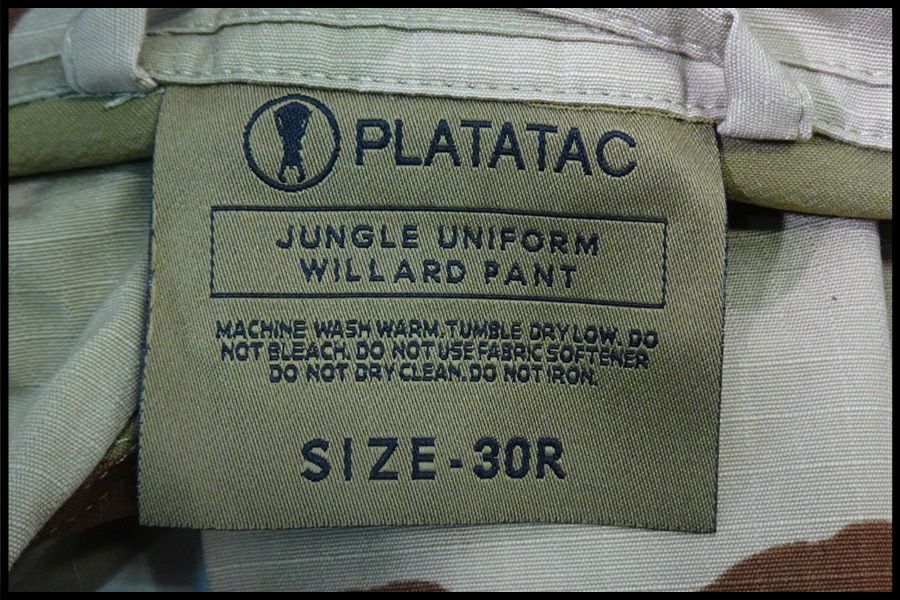 PLATATAC
JUNGLE UNIFORM
WILLARD PANT
MACHINE WASH WARM. TUMBLE DRY LOW. DO
NOT BLEACH. DO NOT USE FABRIC SOFTENER
DO NOT DRY CLEAN. DO NOT IRON.
SIZE-30R